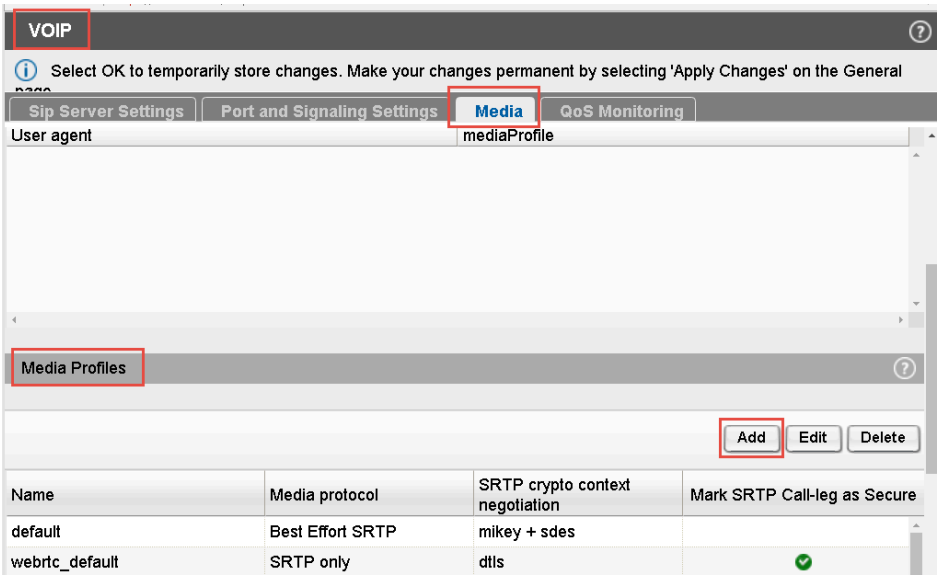 VOIP
Select OK to temporarily store changes. Make your changes permanent by selecting 'Apply Changes' on the General
page.
Sip Server Settings Port and Signaling Settings Media QoS Monitoring
User agent mediaProfile
Media Profiles
Add Edit Delete
Name Media protocol SRTP crypto context negotiation Mark SRTP Call-leg as Secure
default Best Effort SRTP mikey + sdes
webrtc_default SRTP only dtls